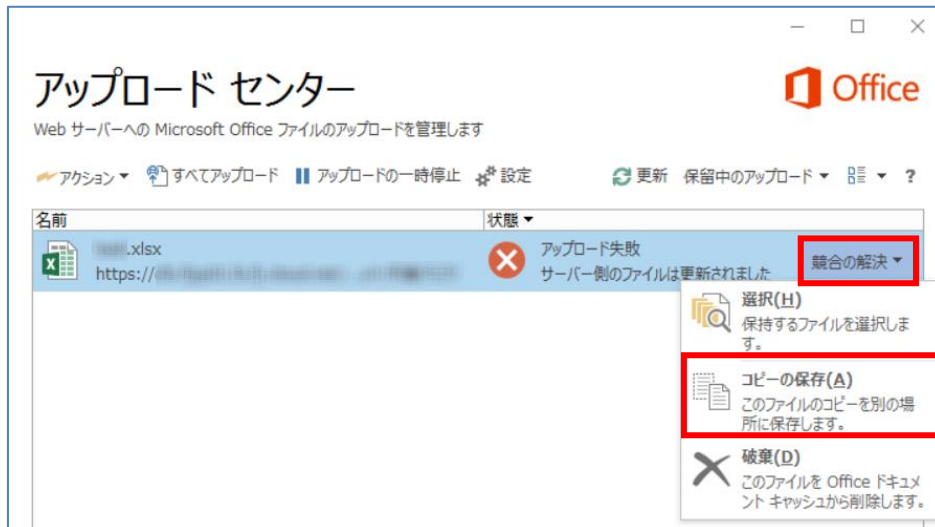 アップロード センター
Office
Web サーバーへの Microsoft Office ファイルのアップロードを管理します
アクション すべてアップロード アップロードの一時停止 設定 更新 保留中のアップロード ?
名前 状態
.xlsx アップロード失敗
https:// サーバー側のファイルは更新されました 競合の解決
選択(H)
保持するファイルを選択しま
す。
コピーの保存(A)
このファイルのコピーを別の場
所に保存します。
破棄(D)
このファイルを Office ドキュメ
ント キャッシュから削除します。